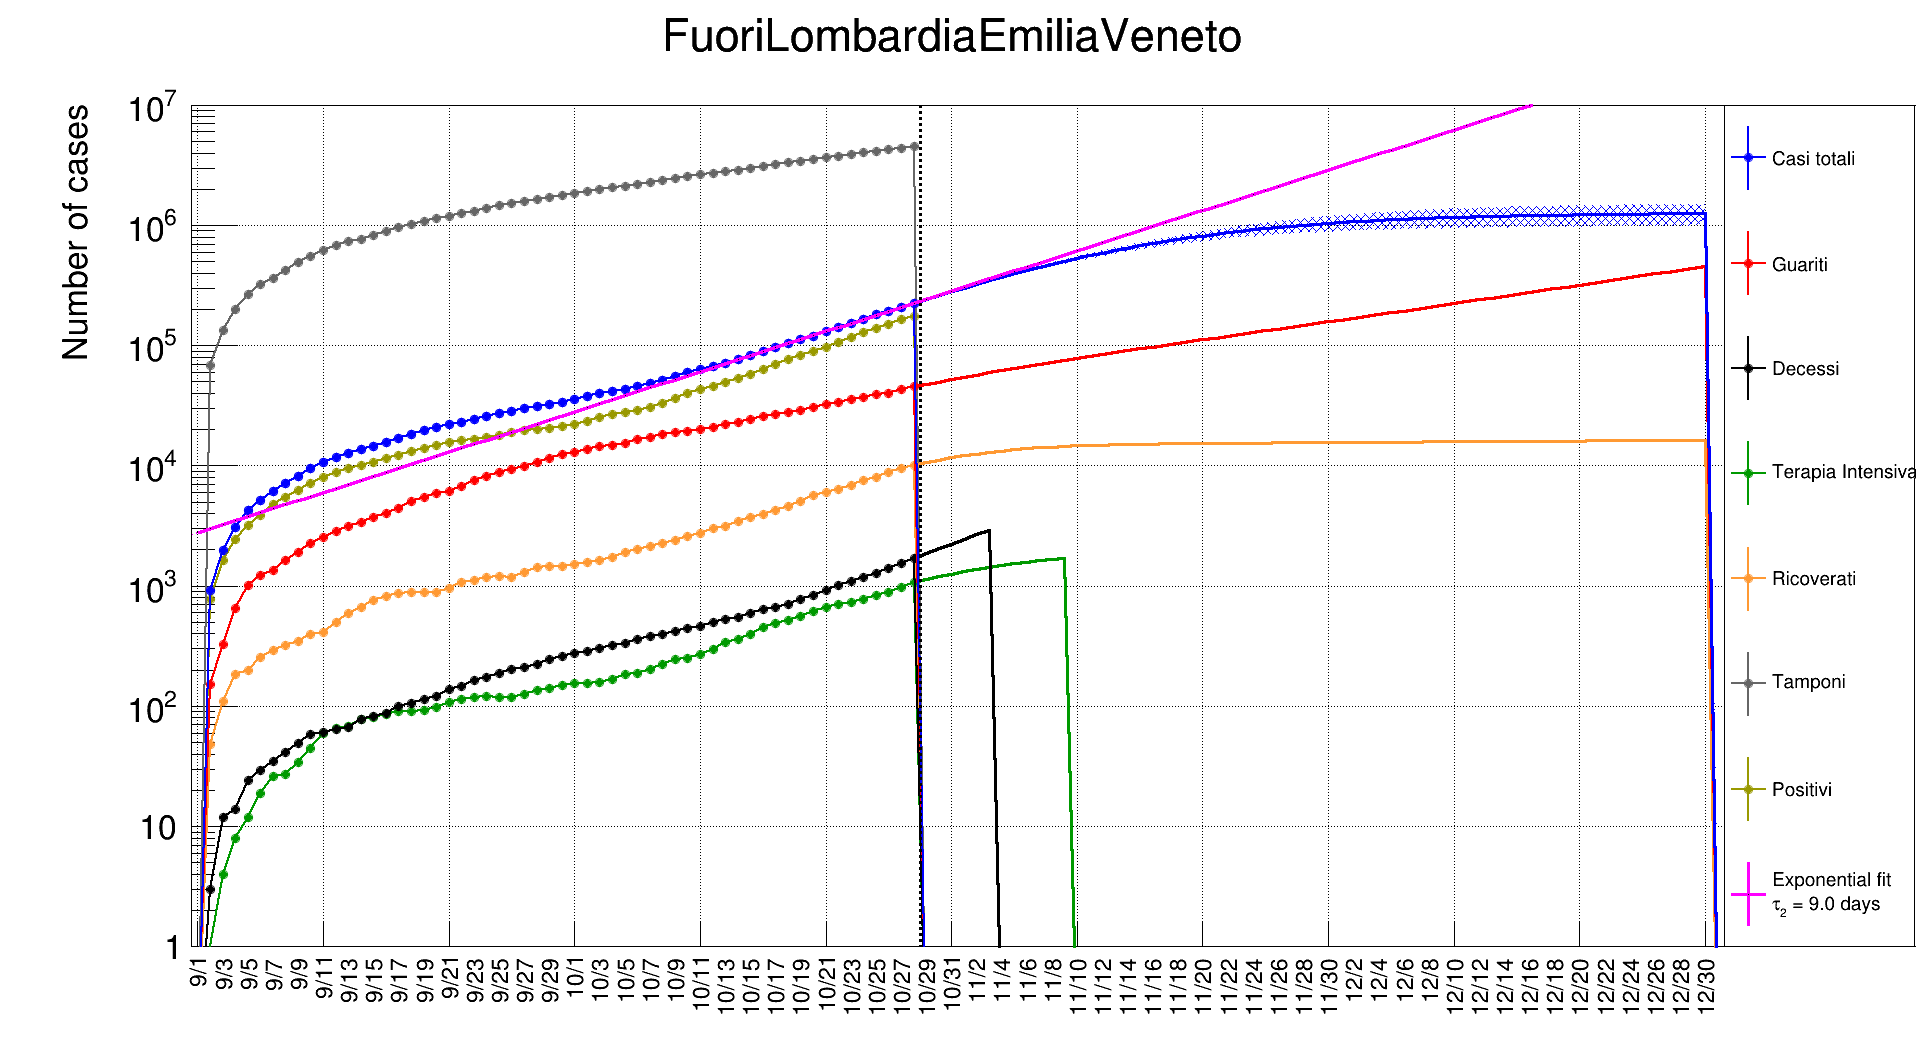 FuoriLombardiaEmiliaVeneto
Number of cases
10^7
10^6
10^5
10^4
10^3
10^2
10
1
9/1 9/3 9/5 9/7 9/9 9/11 9/13 9/15 9/17 9/19 9/21 9/23 9/25 9/27 9/29 10/1 10/3 10/5 10/7 10/9 10/11 10/13 10/15 10/17 10/19 10/21 10/23 10/25 10/27 10/29 10/31 11/2 11/4 11/6 11/8 11/10 11/12 11/14 11/16 11/18 11/20 11/22 11/24 11/26 11/28 11/30 12/2 12/4 12/6 12/8 12/10 12/12 12/14 12/16 12/18 12/20 12/22 12/24 12/26 12/28 12/30
Casi totali
Guariti
Decessi
Terapia Intensiva
Ricoverati
Tamponi
Positivi
Exponential fit
τ₂ = 9.0 days